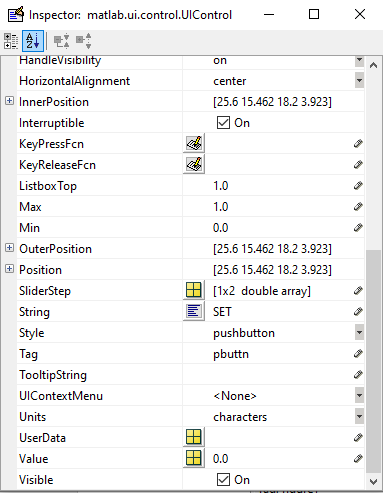 Inspector: matlab.ui.control.UIControl
HandleVisibility on
HorizontalAlignment center
InnerPosition [25.6 15.462 18.2 3.923]
Interruptible On
KeyPressFcn
KeyReleaseFcn
ListboxTop 1.0
Max 1.0
Min 0.0
OuterPosition [25.6 15.462 18.2 3.923]
Position [25.6 15.462 18.2 3.923]
SliderStep [1x2 double array]
String SET
Style pushbutton
Tag pbuttn
TooltipString
UIContextMenu <None>
Units characters
UserData
Value 0.0
Visible On